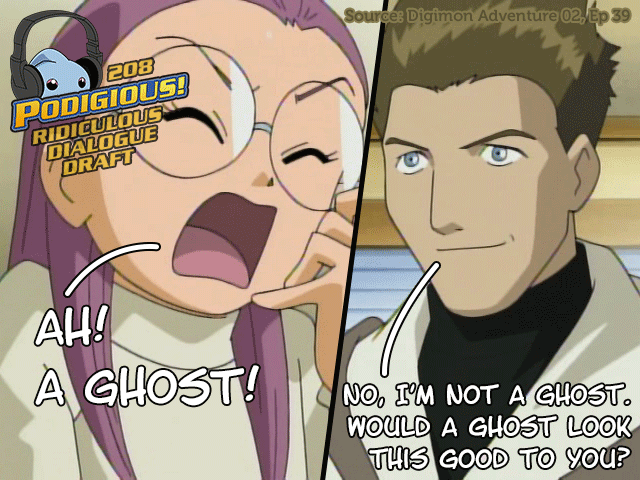 Source: Digimon Adventure 02, Ep 39
208
PODIGIOUS!
RIDICULOUS
DIALOGUE
DRAFT
AH!
A GHOST!
NO, I'M NOT A GHOST.
WOULD A GHOST LOOK
THIS GOOD TO YOU?